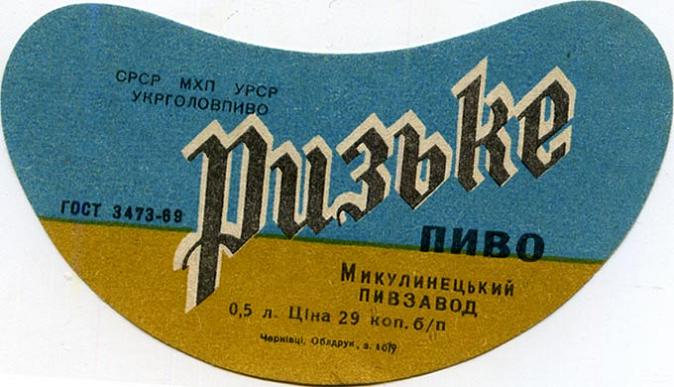 СРСР МХП УРСР
УКРГОЛОВПИВО
Ризьке
ГОСТ 3473-69
ПИВО
Микулинецький
ПИВЗАВОД
0,5 л. Ціна 29 коп. б/п
Чернівці, Облдрук, з.